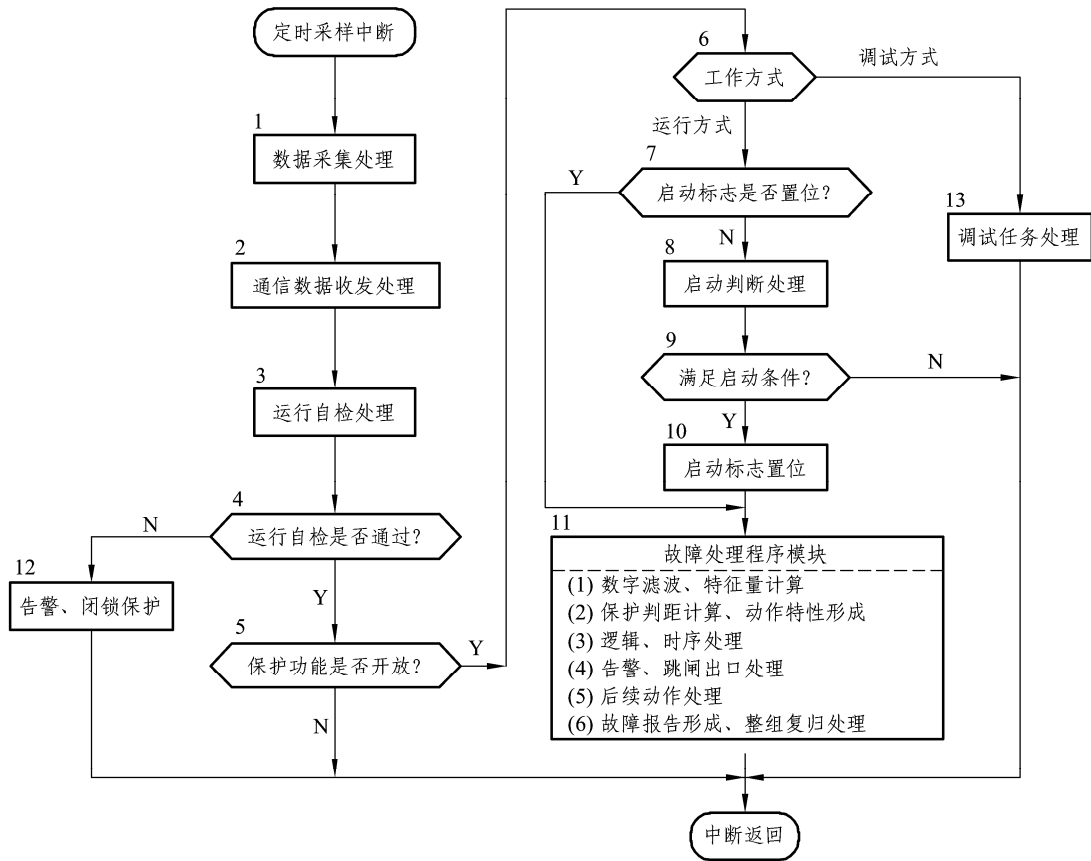 定时采样中断
1
数据采集处理
2
通信数据收发处理
3
运行自检处理
4
运行自检是否通过?
N
12
告警、闭锁保护
Y
5
保护功能是否开放?
Y
N
6
工作方式
调试方式
运行方式
7
启动标志是否置位?
Y
N
13
调试任务处理
8
启动判断处理
9
满足启动条件?
N
Y
10
启动标志置位
11
故障处理程序模块
(1) 数字滤波、特征量计算
(2) 保护判距计算、动作特性形成
(3) 逻辑、时序处理
(4) 告警、跳闸出口处理
(5) 后续动作处理
(6) 故障报告形成、整组复归处理
中断返回